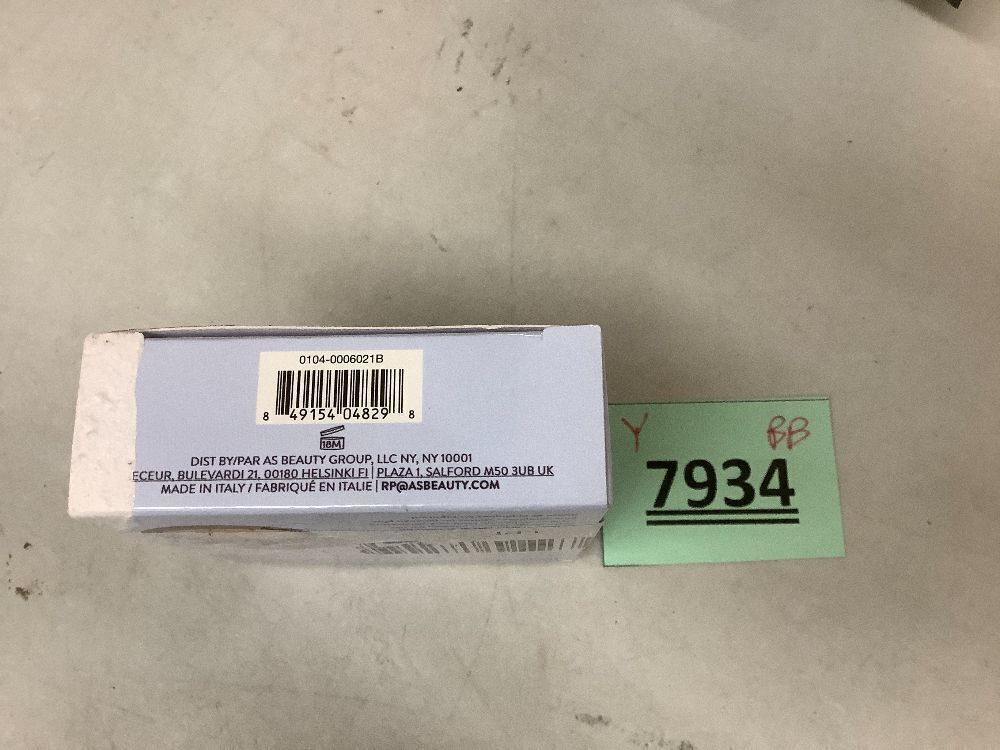 0104-0006021B
8 49154 04829 8
18M
DIST BY/PAR AS BEAUTY GROUP, LLC NY, NY 10001
ECEUR, BULEVARDI 21, 00180 HELSINKI FI | PLAZA 1, SALFORD M50 3UB UK
MADE IN ITALY / FABRIQUÉ EN ITALIE | RP@ASBEAUTY.COM
Y BB
7934